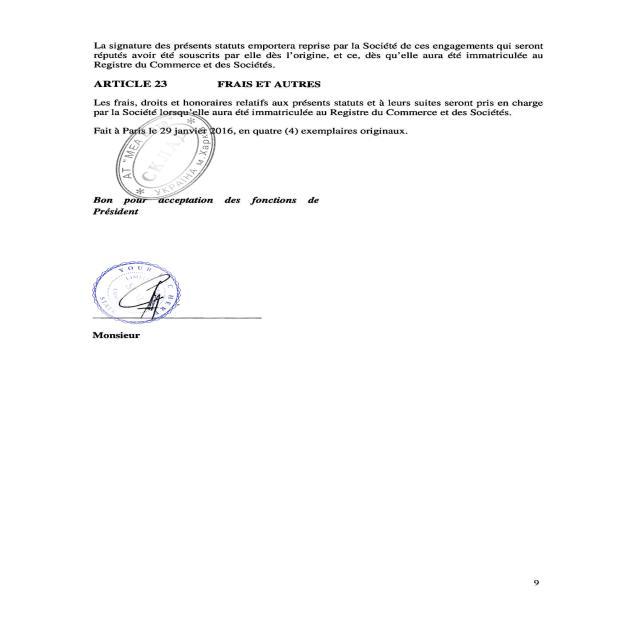 La signature des présents statuts emportera reprise par la Société de ces engagements qui seront
réputés avoir été souscrits par elle dès l'origine, et ce, dès qu'elle aura été immatriculée au
Registre du Commerce et des Sociétés.
ARTICLE 23 FRAIS ET AUTRES
Les frais, droits et honoraires relatifs aux présents statuts et à leurs suites seront pris en charge
par la Société lorsqu'elle aura été immatriculée au Registre du Commerce et des Sociétés.
Fait à Paris le 29 janvier 2016, en quatre (4) exemplaires originaux.
АТ "МЕА
СКЛАД
УКРАЇНА м.Харк
Bon pour acceptation des fonctions de
Président
YOUR
STA
Monsieur
9